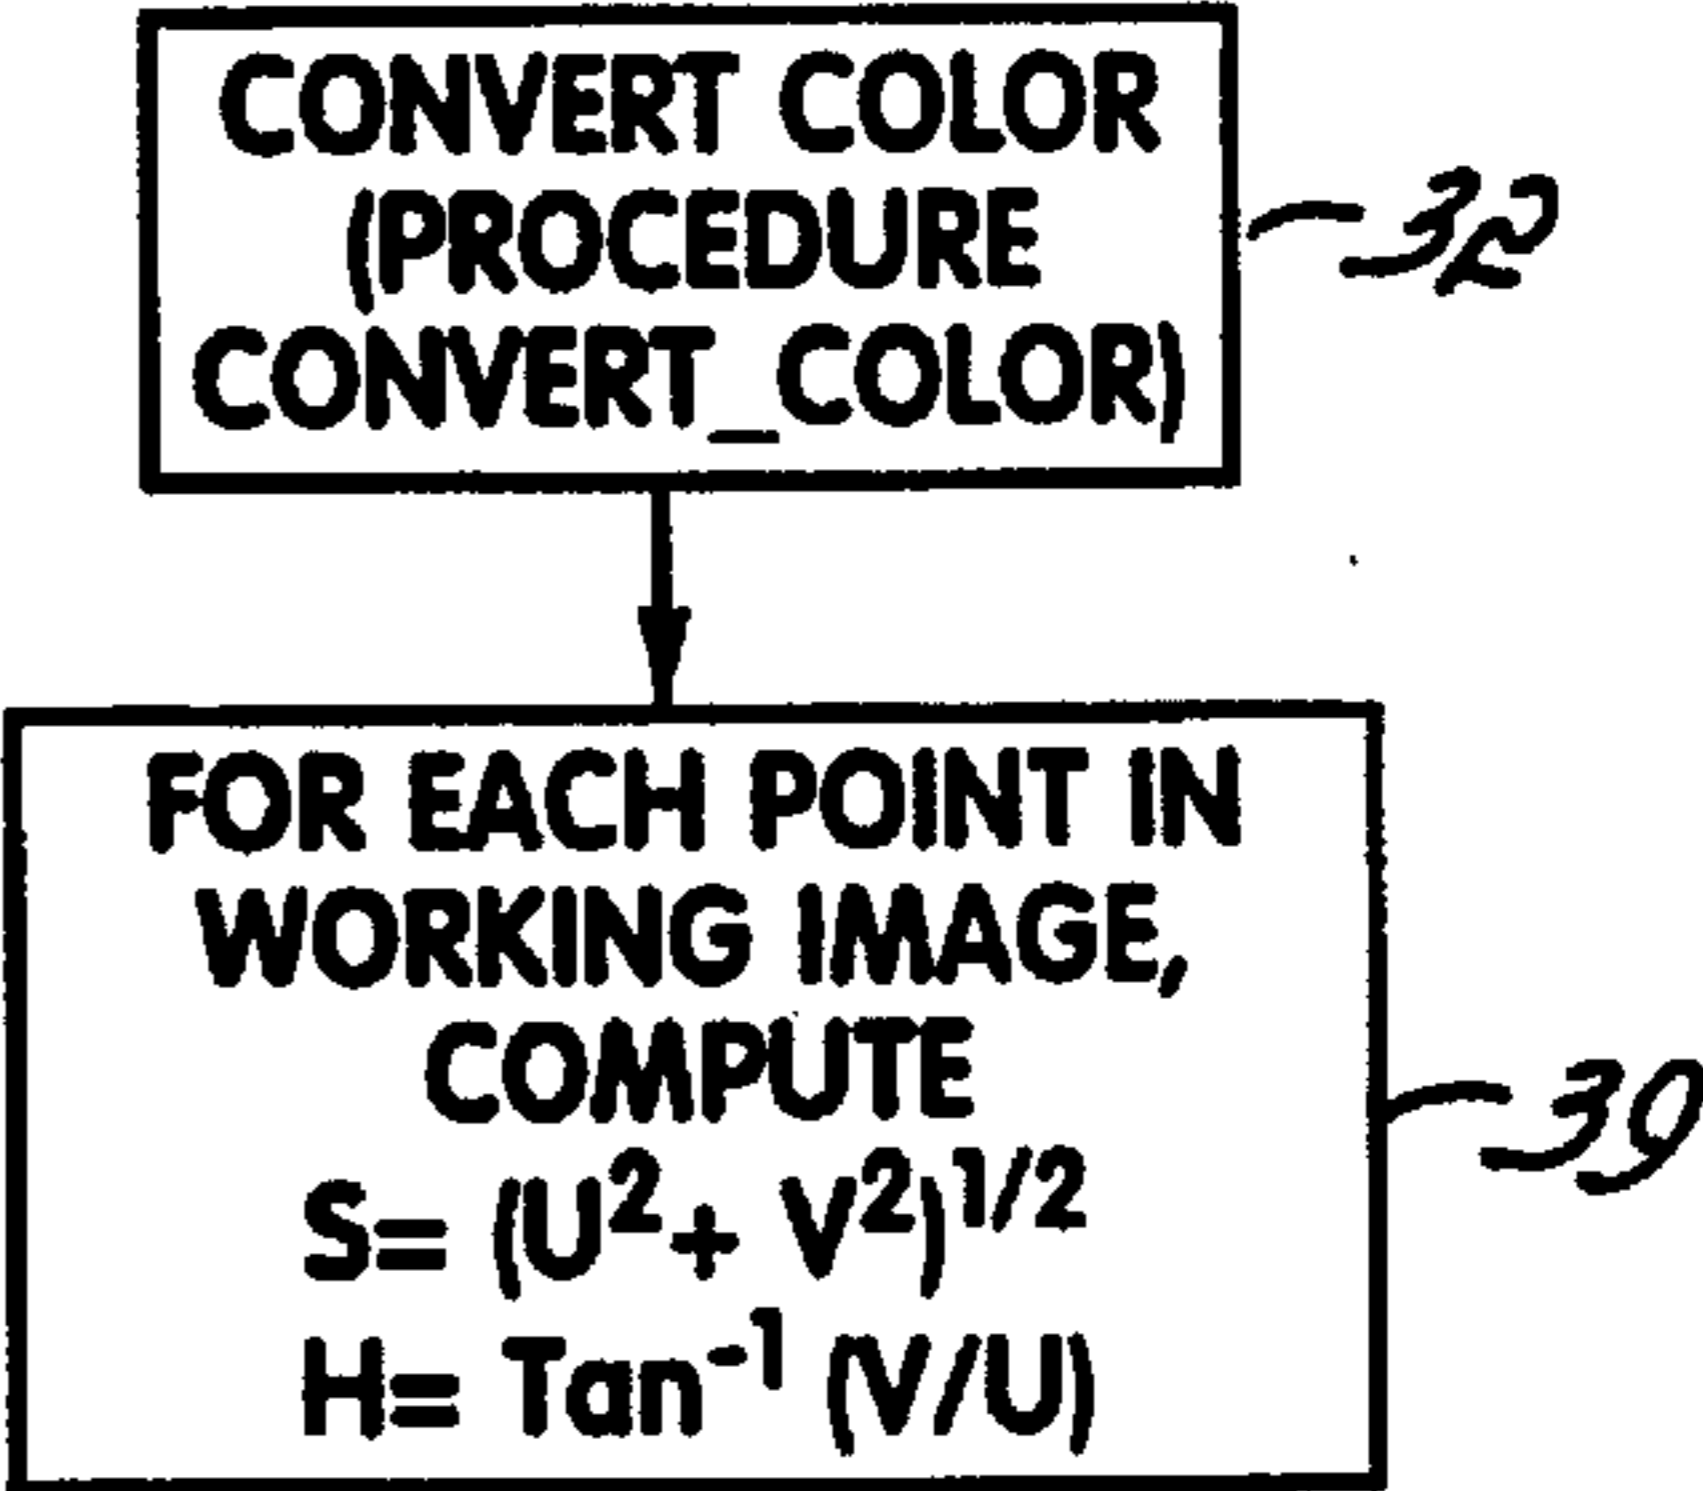 CONVERT COLOR
(PROCEDURE
CONVERT_COLOR)
32
FOR EACH POINT IN
WORKING IMAGE,
COMPUTE
S= (U²+ V²)¹/²
H= Tan⁻¹ (V/U)
39